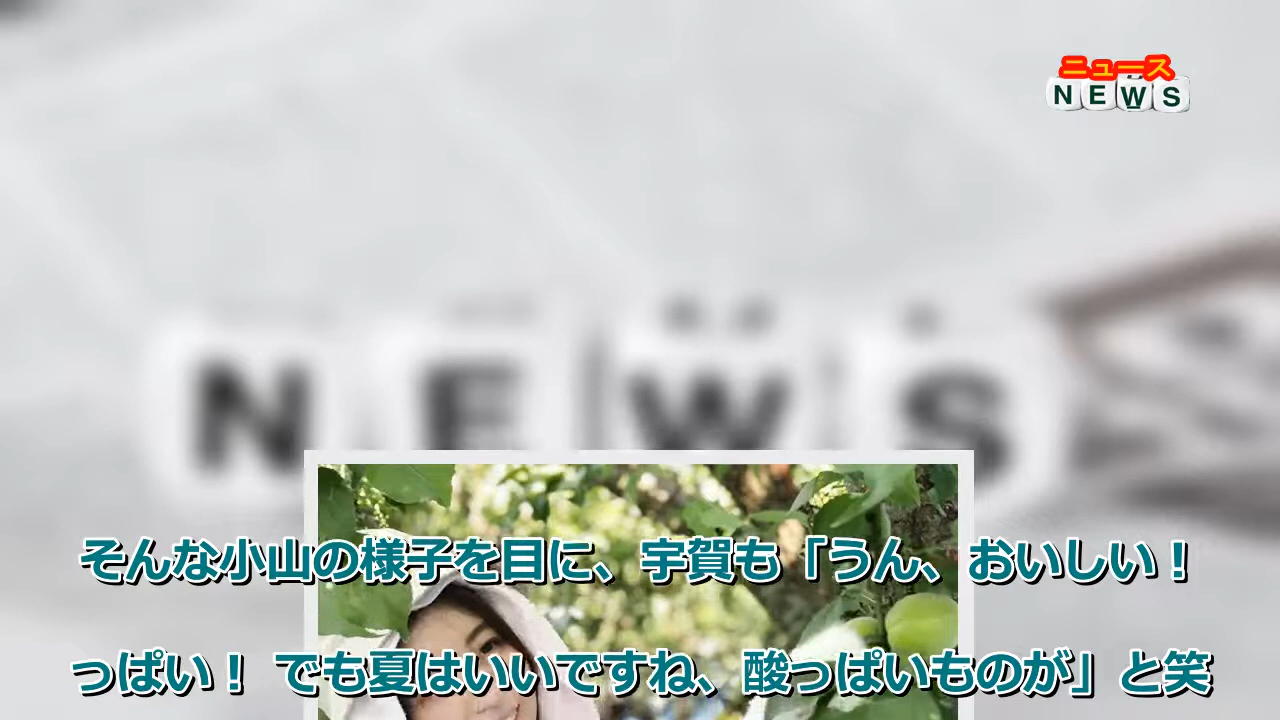 ニュース
NEWS
NEWS
そんな小山の様子を目に、宇賀も「うん、おいしい！
っぱい！ でも夏はいいですね、酸っぱいものが」と笑